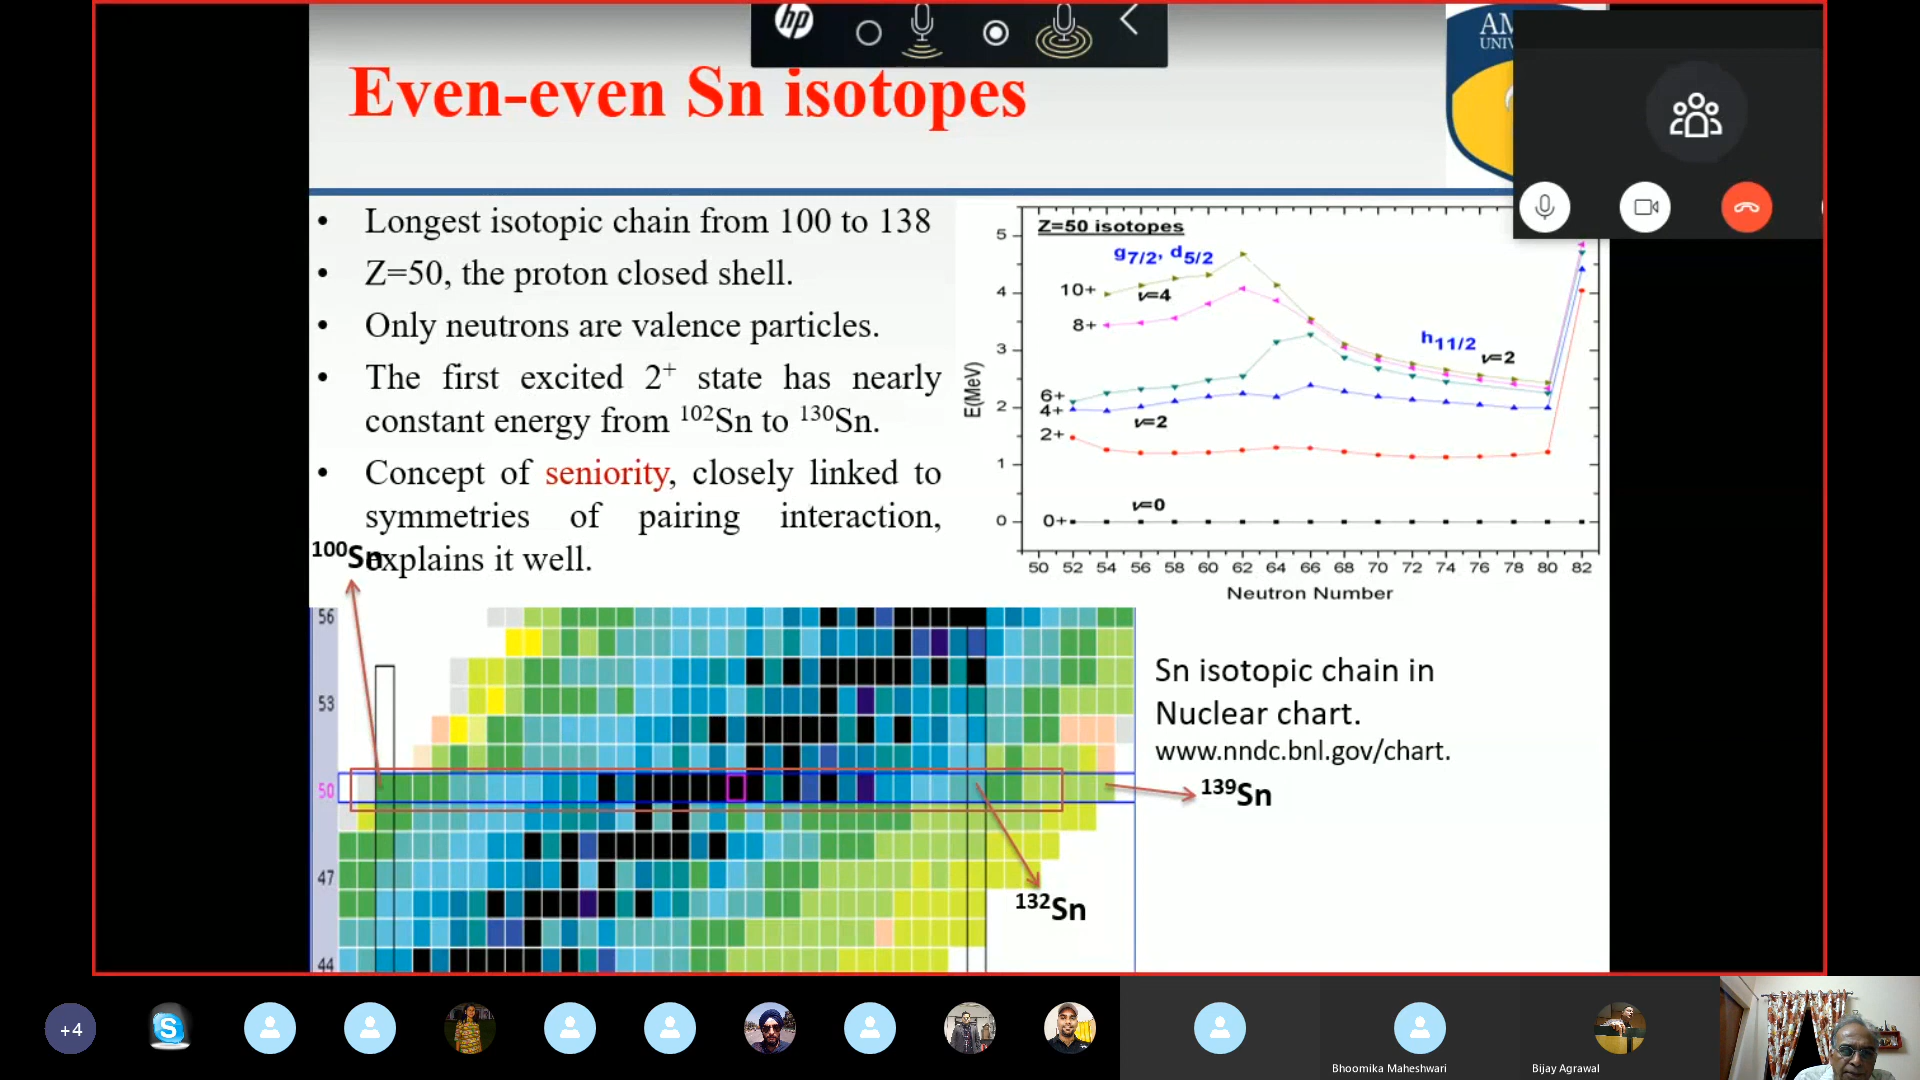 hp
AM
UNIV
Even-even Sn isotopes
• Longest isotopic chain from 100 to 138
• Z=50, the proton closed shell.
• Only neutrons are valence particles.
• The first excited 2⁺ state has nearly
constant energy from ¹⁰²Sn to ¹³⁰Sn.
• Concept of seniority, closely linked to
symmetries of pairing interaction,
explains it well.
Z=50 isotopes
g7/2, d5/2
10+
ν=4
8+
h11/2
ν=2
6+
4+
ν=2
2+
ν=0
0+
E(MeV)
5
4
3
2
1
0
50 52 54 56 58 60 62 64 66 68 70 72 74 76 78 80 82
Neutron Number
¹⁰⁰Sn
56
53
50
47
44
Sn isotopic chain in
Nuclear chart.
www.nndc.bnl.gov/chart.
¹³⁹Sn
¹³²Sn
+4
S
Bhoomika Maheshwari
Bijay Agrawal